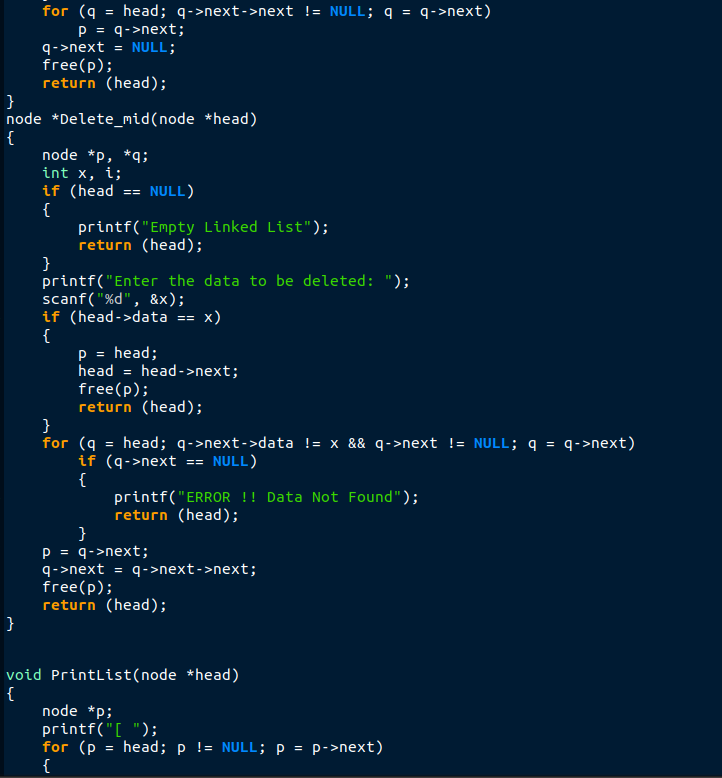 for (q = head; q->next->next != NULL; q = q->next)
        p = q->next;
    q->next = NULL;
    free(p);
    return (head);
}
node *Delete_mid(node *head)
{
    node *p, *q;
    int x, i;
    if (head == NULL)
    {
        printf("Empty Linked List");
        return (head);
    }
    printf("Enter the data to be deleted: ");
    scanf("%d", &x);
    if (head->data == x)
    {
        p = head;
        head = head->next;
        free(p);
        return (head);
    }
    for (q = head; q->next->data != x && q->next != NULL; q = q->next)
        if (q->next == NULL)
        {
            printf("ERROR !! Data Not Found");
            return (head);
        }
    p = q->next;
    q->next = q->next->next;
    free(p);
    return (head);
}
void PrintList(node *head)
{
    node *p;
    printf("[ ");
    for (p = head; p != NULL; p = p->next)
    {